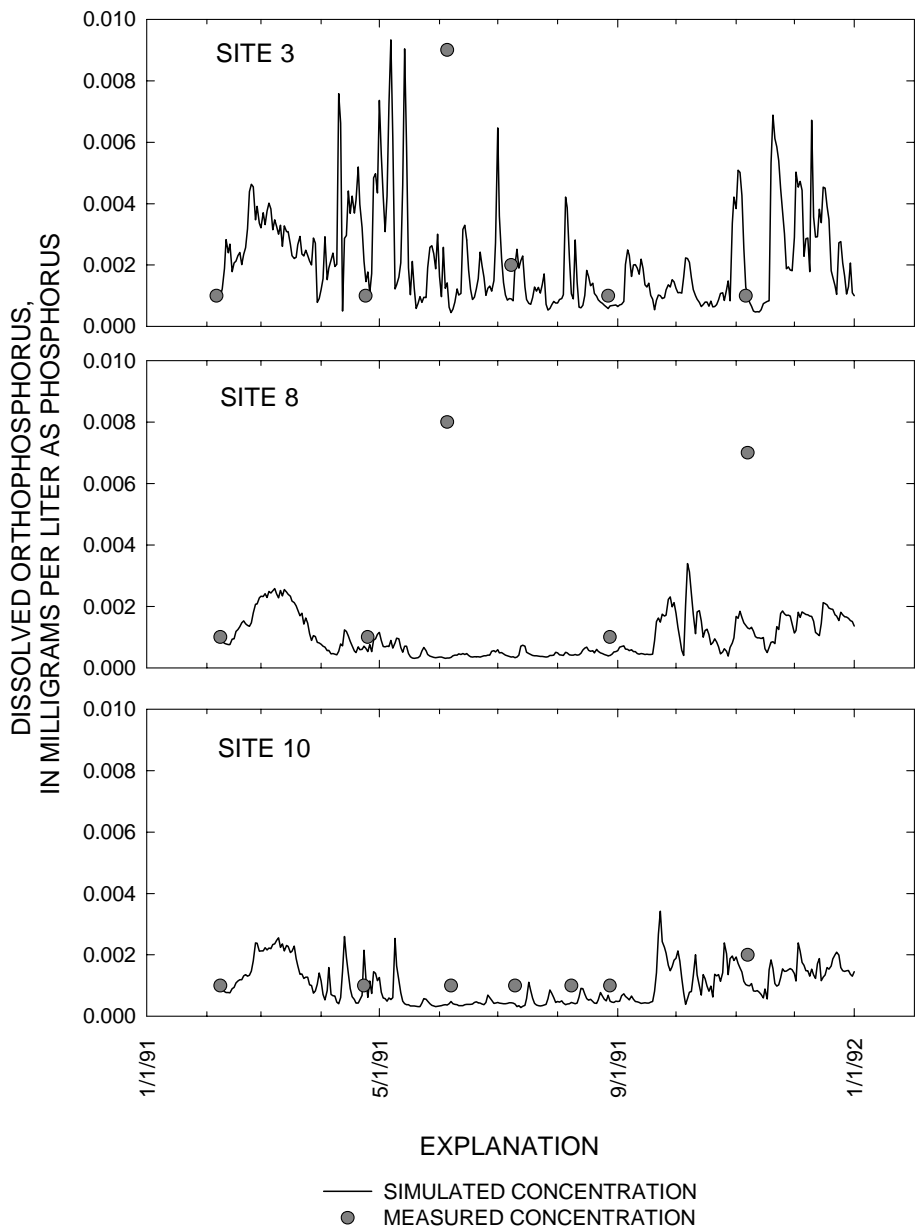 DISSOLVED ORTHOPHOSPHORUS,
IN MILLIGRAMS PER LITER AS PHOSPHORUS
SITE 3
0.010
0.008
0.006
0.004
0.002
0.000
SITE 8
0.010
0.008
0.006
0.004
0.002
0.000
SITE 10
0.010
0.008
0.006
0.004
0.002
0.000
1/1/91
5/1/91
9/1/91
1/1/92
EXPLANATION
SIMULATED CONCENTRATION
MEASURED CONCENTRATION